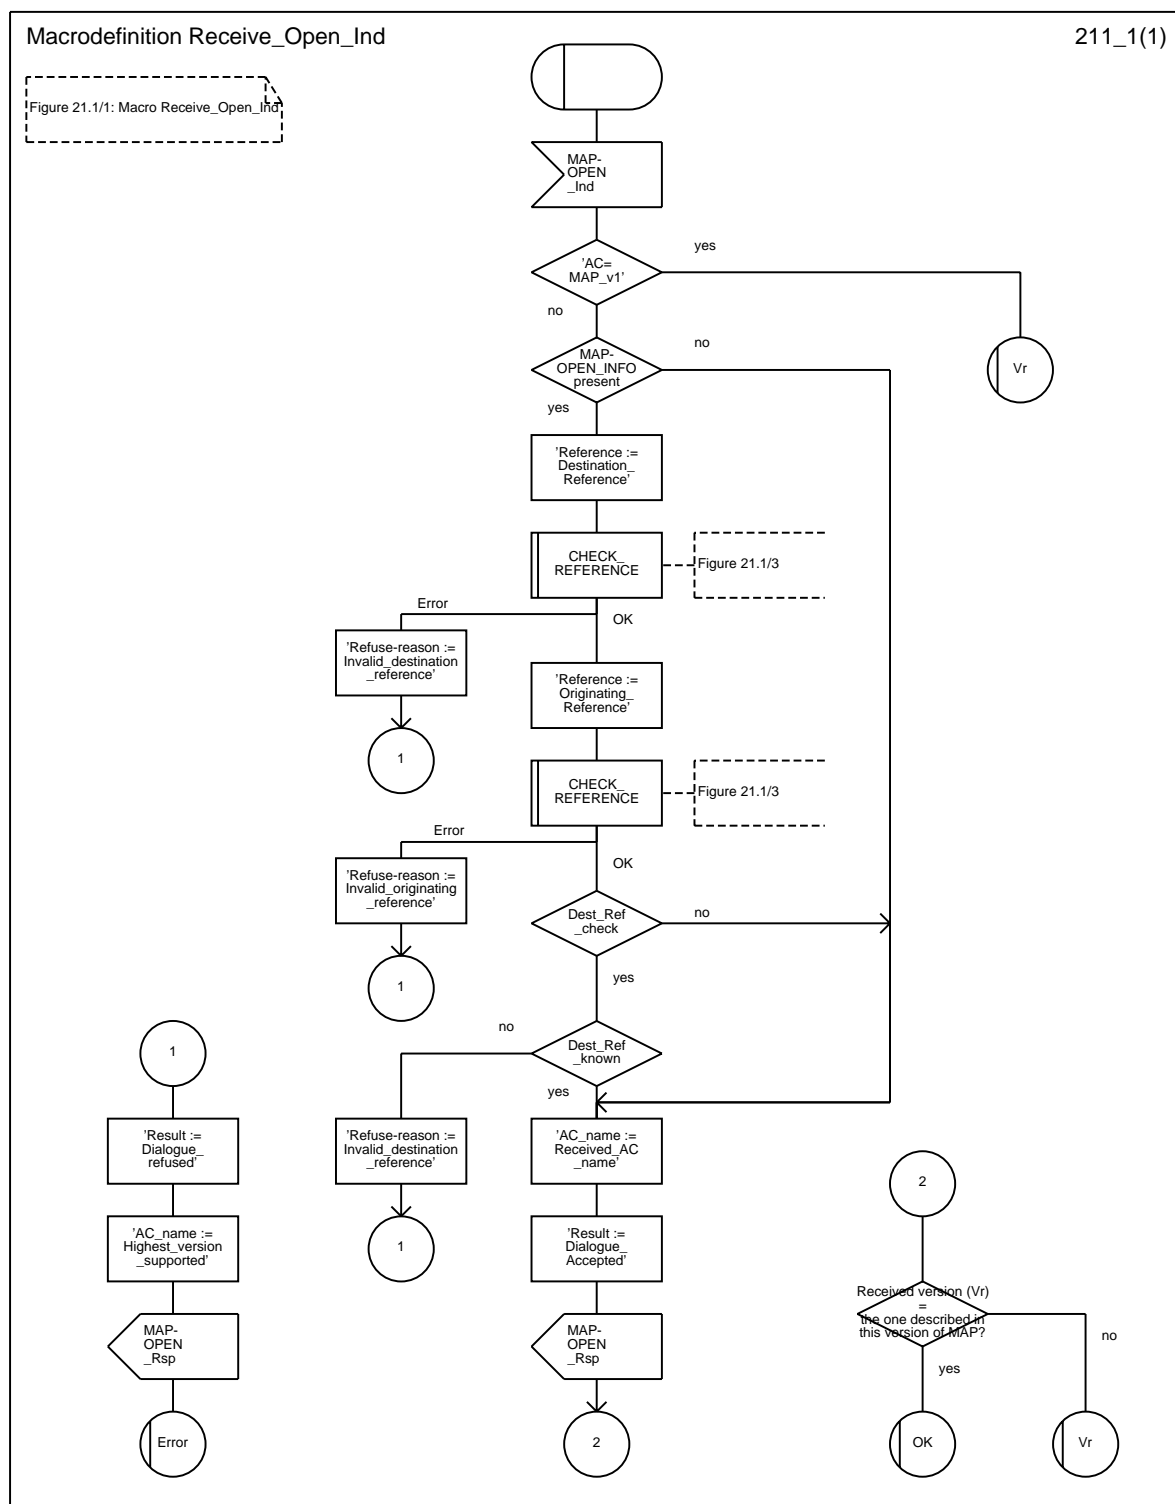 Macrodefinition Receive_Open_Ind
211_1(1)
Figure 21.1/1: Macro Receive_Open_Ind
MAP-
OPEN
_Ind
yes
'AC=
MAP_v1'
no
no
MAP-
OPEN_INFO
present
Vr
yes
'Reference :=
Destination_
Reference'
CHECK_
REFERENCE
Figure 21.1/3
Error
OK
'Refuse-reason :=
Invalid_destination
_reference'
'Reference :=
Originating_
Reference'
1
CHECK_
REFERENCE
Figure 21.1/3
Error
OK
'Refuse-reason :=
Invalid_originating
_reference'
Dest_Ref
_check
no
1
yes
no
1
Dest_Ref
_known
yes
'Result :=
Dialogue_
refused'
'Refuse-reason :=
Invalid_destination
_reference'
'AC_name :=
Received_AC
_name'
2
'AC_name :=
Highest_version
_supported'
1
'Result :=
Dialogue_
Accepted'
Received version (Vr)
=
the one described in
this version of MAP?
MAP-
OPEN
_Rsp
MAP-
OPEN
_Rsp
no
yes
Error
2
OK
Vr